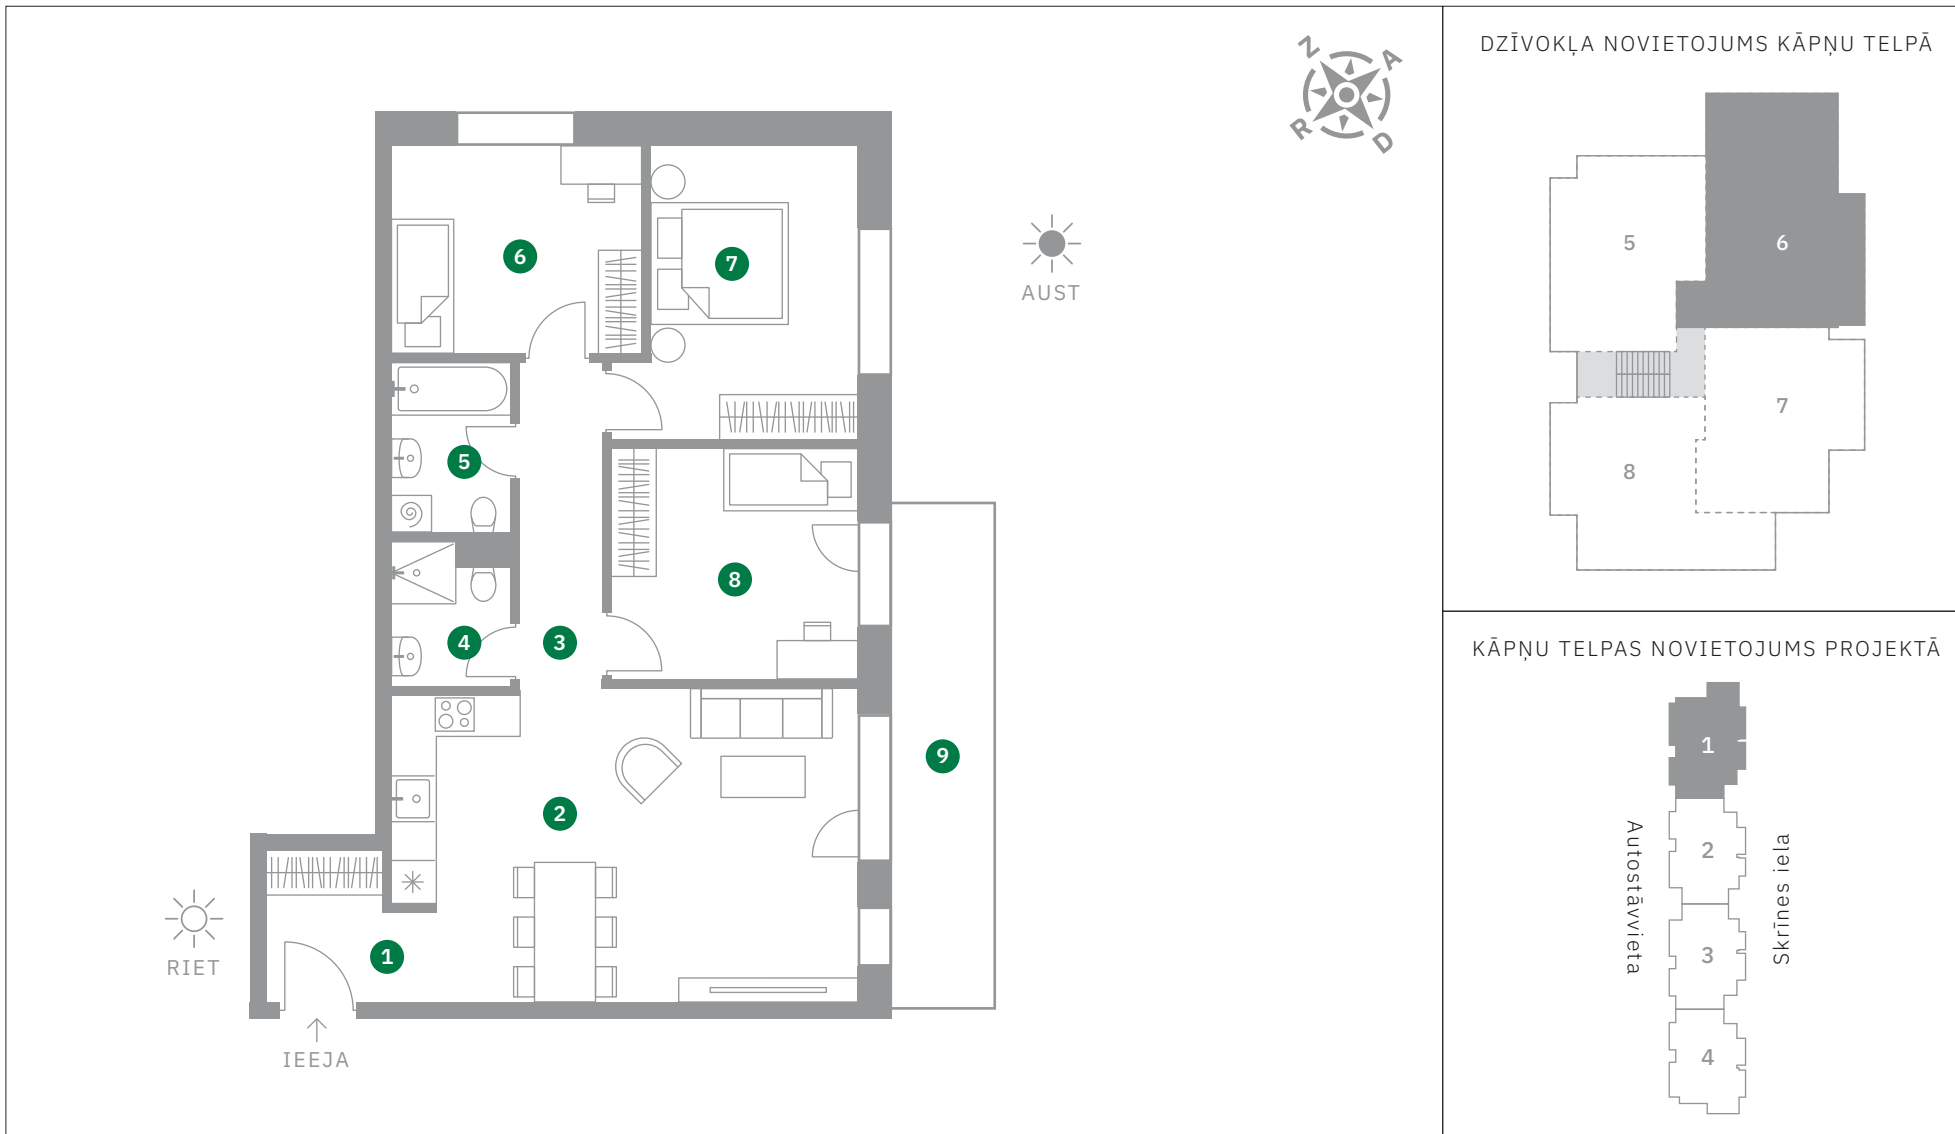 Z
A
R
D
6
7
AUST
5
8
4
3
9
2
1
RIET
IEEJA
DZĪVOKĻA NOVIETOJUMS KĀPŅU TELPĀ
5
6
7
8
KĀPŅU TELPAS NOVIETOJUMS PROJEKTĀ
1
2
3
4
Autostāvvieta
Skrīnes iela